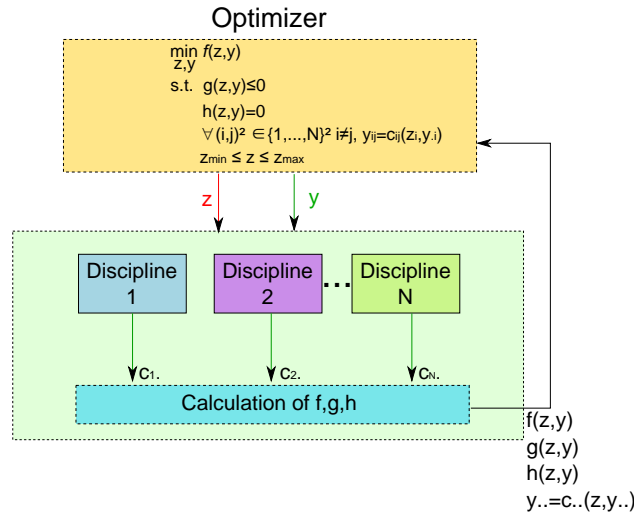 Optimizer
min f(z,y)
z,y
s.t. g(z,y)≤0
h(z,y)=0
∀(i,j)² ∈{1,...,N}² i≠j, yij=cij(zi,y.i)
zmin ≤ z ≤ zmax
z y
Discipline 1
Discipline 2
...
Discipline N
c1. c2. cN.
Calculation of f,g,h
f(z,y)
g(z,y)
h(z,y)
y..=c..(z,y..)